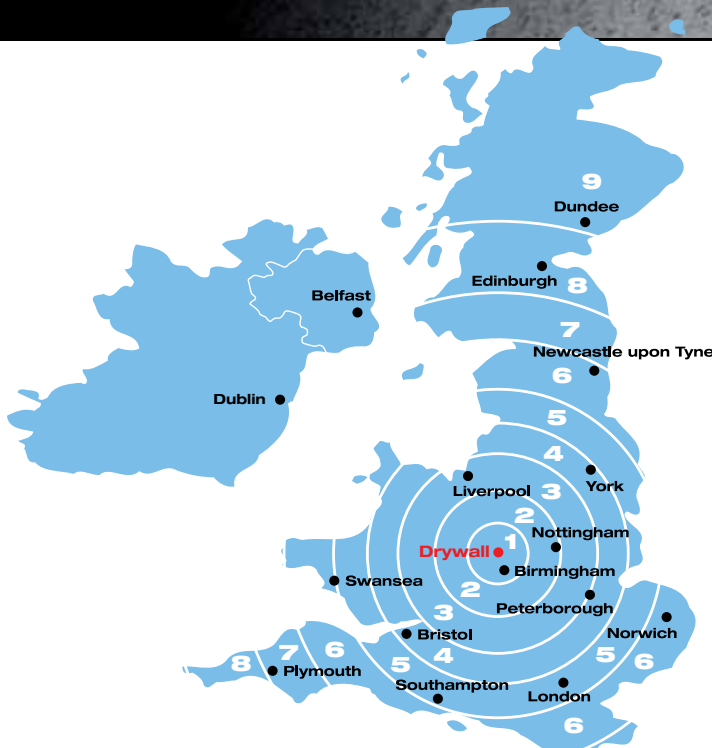 9
Dundee
Edinburgh
8
Belfast
7
Newcastle upon Tyne
6
Dublin
5
4
Liverpool
3
York
2
Nottingham
1
Drywall
Birmingham
Swansea
2
Peterborough
3
Norwich
Bristol
4
5
5
6
6
7
8
Plymouth
Southampton
London
6